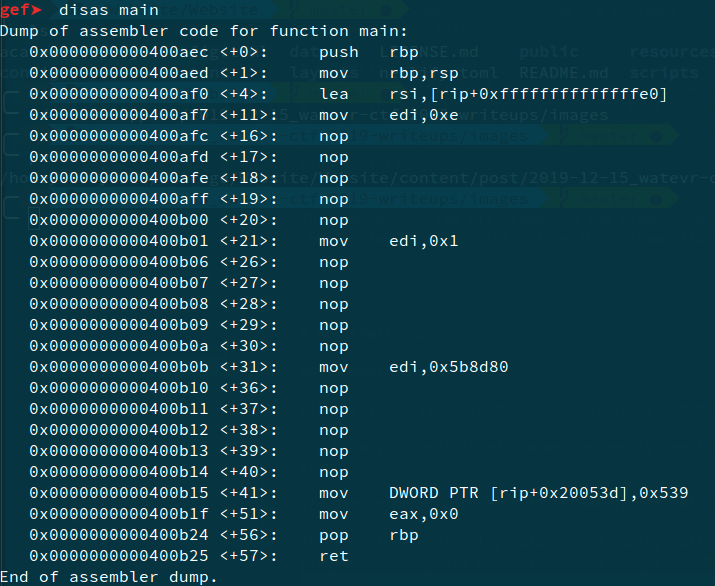 gef➤  disas main
Dump of assembler code for function main:
   0x0000000000400aec <+0>:     push   rbp
   0x0000000000400aed <+1>:     mov    rbp,rsp
   0x0000000000400af0 <+4>:     lea    rsi,[rip+0xffffffffffffffe0]
   0x0000000000400af7 <+11>:    mov    edi,0xe
   0x0000000000400afc <+16>:    nop
   0x0000000000400afd <+17>:    nop
   0x0000000000400afe <+18>:    nop
   0x0000000000400aff <+19>:    nop
   0x0000000000400b00 <+20>:    nop
   0x0000000000400b01 <+21>:    mov    edi,0x1
   0x0000000000400b06 <+26>:    nop
   0x0000000000400b07 <+27>:    nop
   0x0000000000400b08 <+28>:    nop
   0x0000000000400b09 <+29>:    nop
   0x0000000000400b0a <+30>:    nop
   0x0000000000400b0b <+31>:    mov    edi,0x5b8d80
   0x0000000000400b10 <+36>:    nop
   0x0000000000400b11 <+37>:    nop
   0x0000000000400b12 <+38>:    nop
   0x0000000000400b13 <+39>:    nop
   0x0000000000400b14 <+40>:    nop
   0x0000000000400b15 <+41>:    mov    DWORD PTR [rip+0x20053d],0x539
   0x0000000000400b1f <+51>:    mov    eax,0x0
   0x0000000000400b24 <+56>:    pop    rbp
   0x0000000000400b25 <+57>:    ret
End of assembler dump.